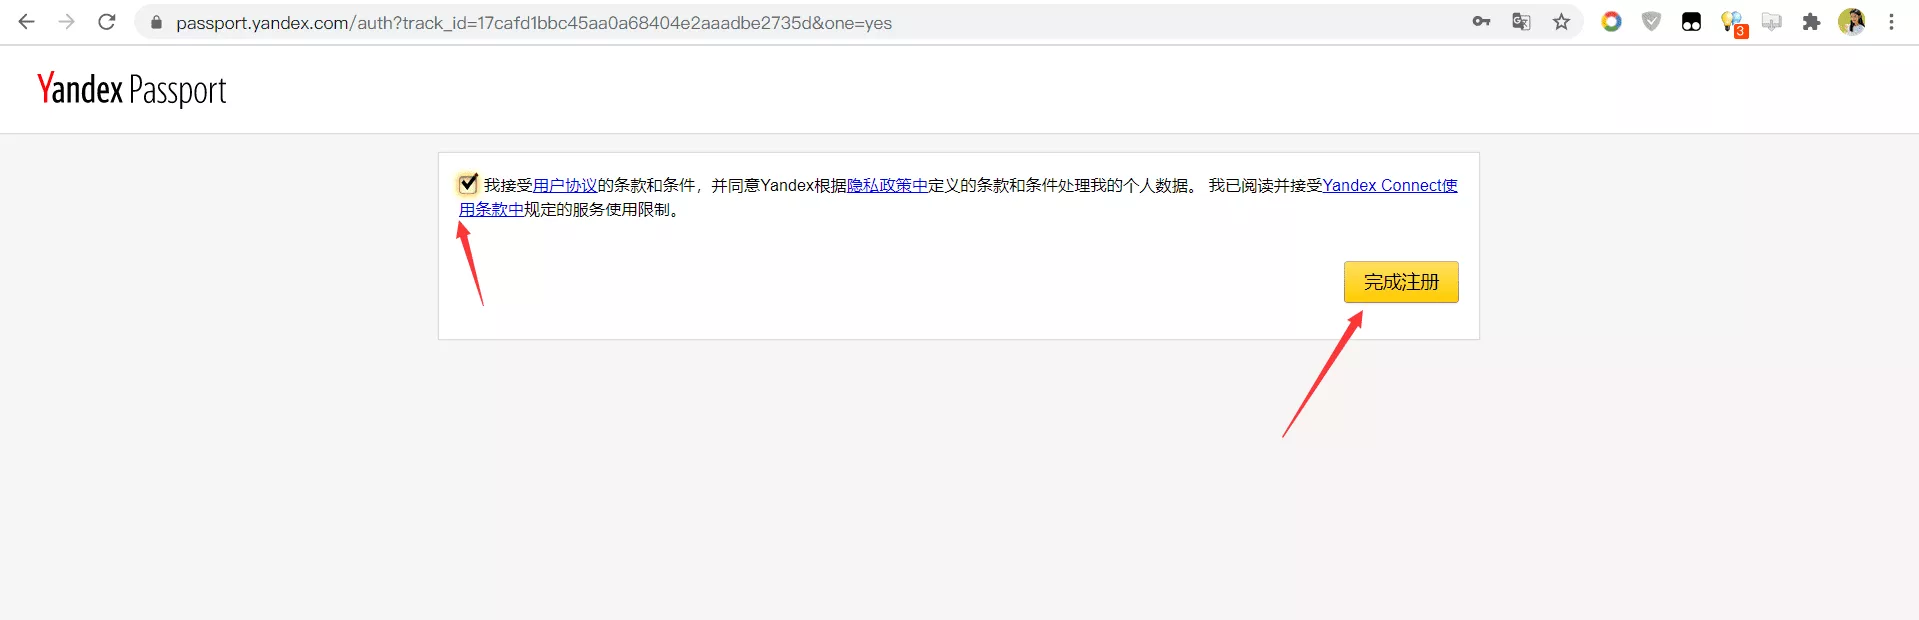 passport.yandex.com/auth?track_id=17cafd1bbc45aa0a68404e2aaadbe2735d&one=yes
3
Yandex Passport
我接受用户协议的条款和条件，并同意Yandex根据隐私政策中定义的条款和条件处理我的个人数据。 我已阅读并接受Yandex Connect使
用条款中规定的服务使用限制。
完成注册